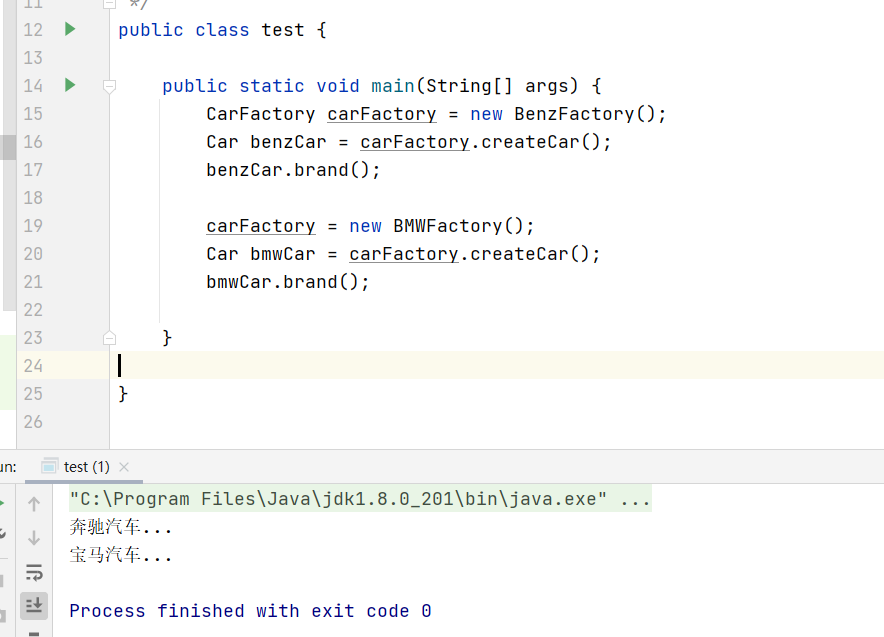 11 */
12 public class test {
13
14 public static void main(String[] args) {
15 CarFactory carFactory = new BenzFactory();
16 Car benzCar = carFactory.createCar();
17 benzCar.brand();
18
19 carFactory = new BMWFactory();
20 Car bmwCar = carFactory.createCar();
21 bmwCar.brand();
22
23 }
24
25 }
26
un: test (1) ×
"C:\Program Files\Java\jdk1.8.0_201\bin\java.exe" ...
奔驰汽车...
宝马汽车...
Process finished with exit code 0